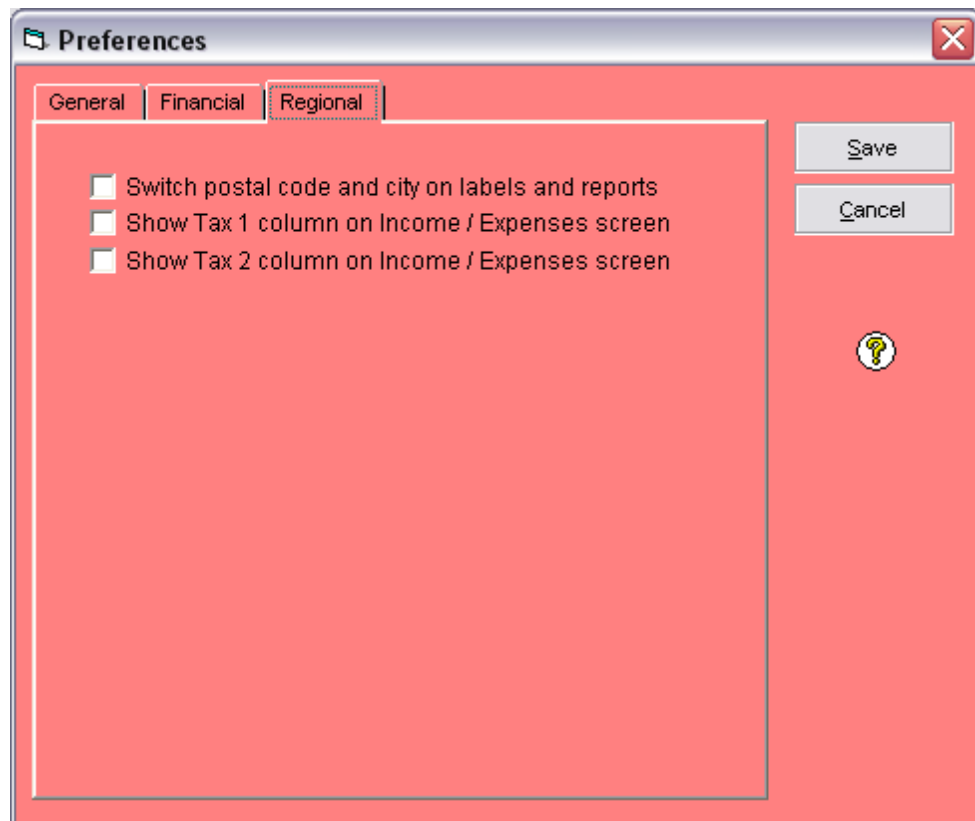 Preferences
General Financial Regional
Save
Switch postal code and city on labels and reports
Cancel
Show Tax 1 column on Income / Expenses screen
Show Tax 2 column on Income / Expenses screen
?